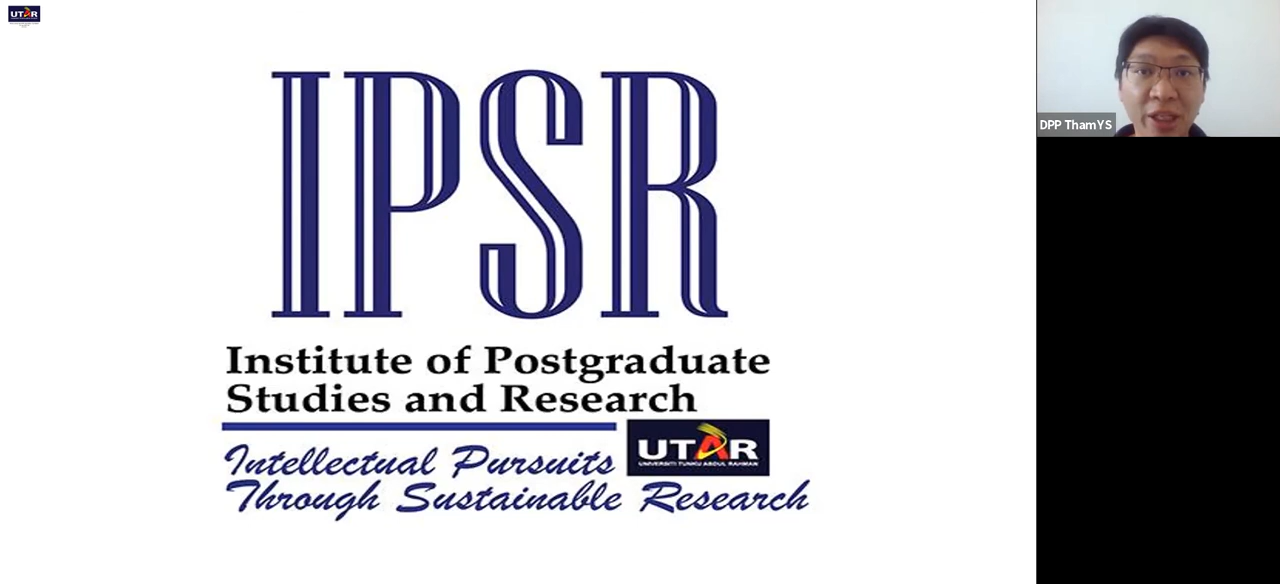 UTAR
DPP ThamYS
IPSR
Institute of Postgraduate
Studies and Research
UTAR
UNIVERSITI TUNKU ABDUL RAHMAN
Intellectual Pursuits
Through Sustainable Research